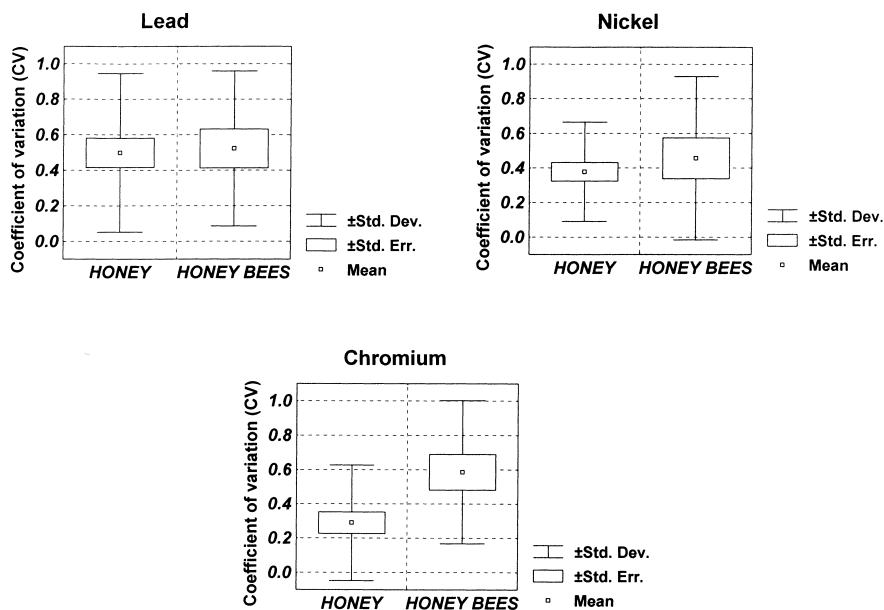 Lead
Coefficient of variation (CV)
1.0
0.8
0.6
0.4
0.2
0.0
HONEY HONEY BEES
±Std. Dev.
±Std. Err.
Mean
Nickel
Coefficient of variation (CV)
1.0
0.8
0.6
0.4
0.2
0.0
HONEY HONEY BEES
±Std. Dev.
±Std. Err.
Mean
Chromium
Coefficient of variation (CV)
1.0
0.8
0.6
0.4
0.2
0.0
HONEY HONEY BEES
±Std. Dev.
±Std. Err.
Mean